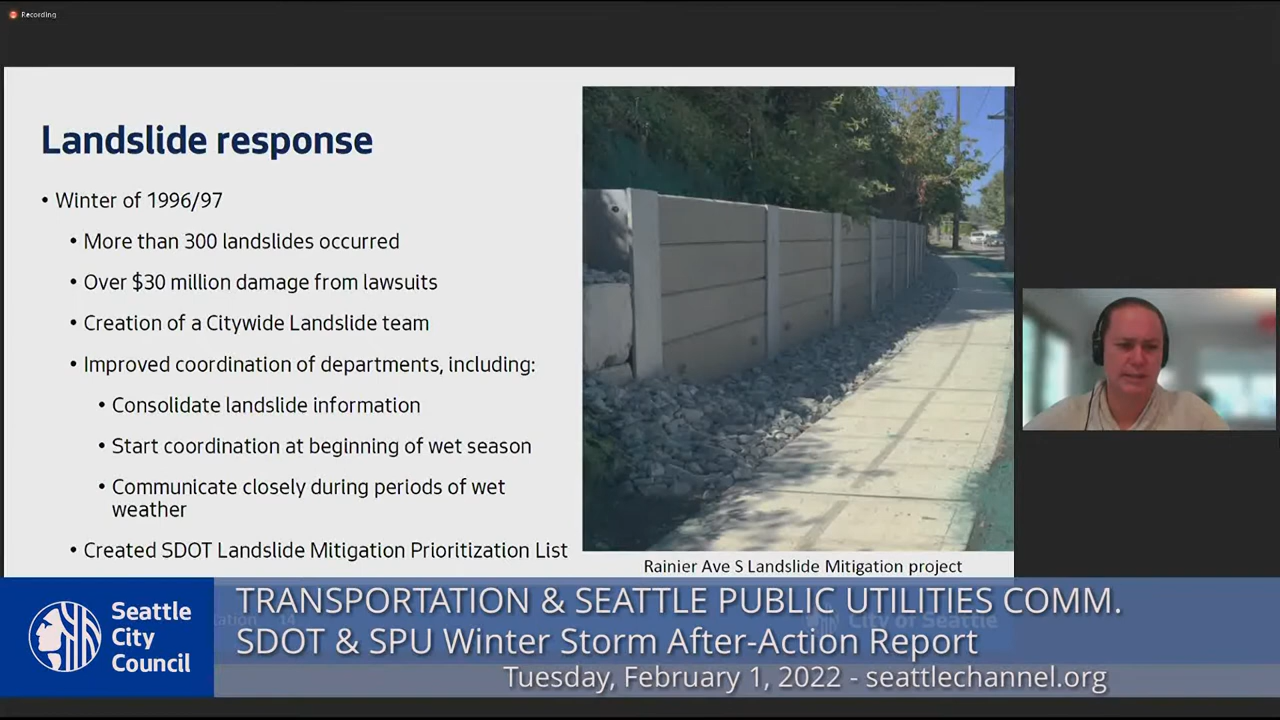 Recording
Landslide response
• Winter of 1996/97
• More than 300 landslides occurred
• Over $30 million damage from lawsuits
• Creation of a Citywide Landslide team
• Improved coordination of departments, including:
• Consolidate landslide information
• Start coordination at beginning of wet season
• Communicate closely during periods of wet
weather
• Created SDOT Landslide Mitigation Prioritization List
Rainier Ave S Landslide Mitigation project
14
City of Seattle
Seattle
City
Council
TRANSPORTATION & SEATTLE PUBLIC UTILITIES COMM.
SDOT & SPU Winter Storm After-Action Report
Tuesday, February 1, 2022 - seattlechannel.org